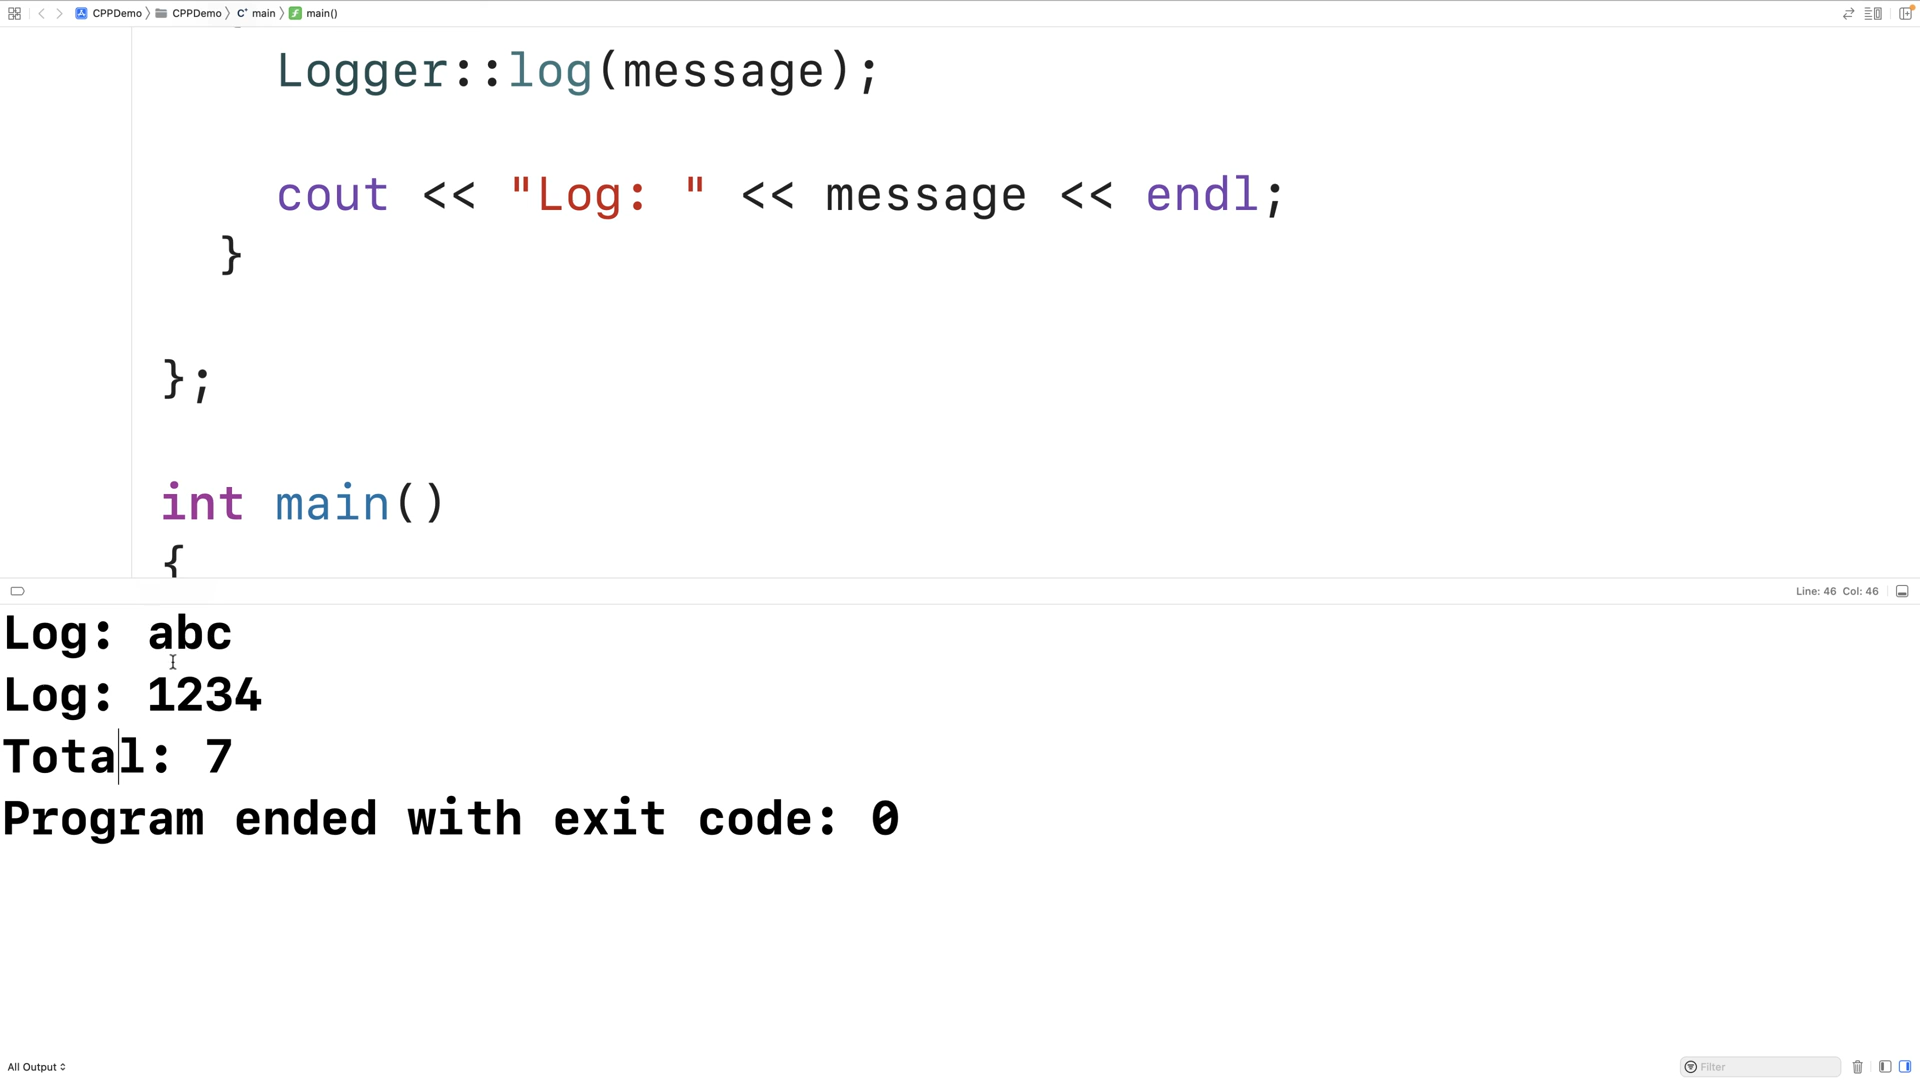 CPPDemo CPPDemo C+ main main()
Logger::log(message);
cout << "Log: " << message << endl;
}
};
int main()
{
Line: 46 Col: 46
Log: abc
Log: 1234
Total: 7
Program ended with exit code: 0
All Output Filter